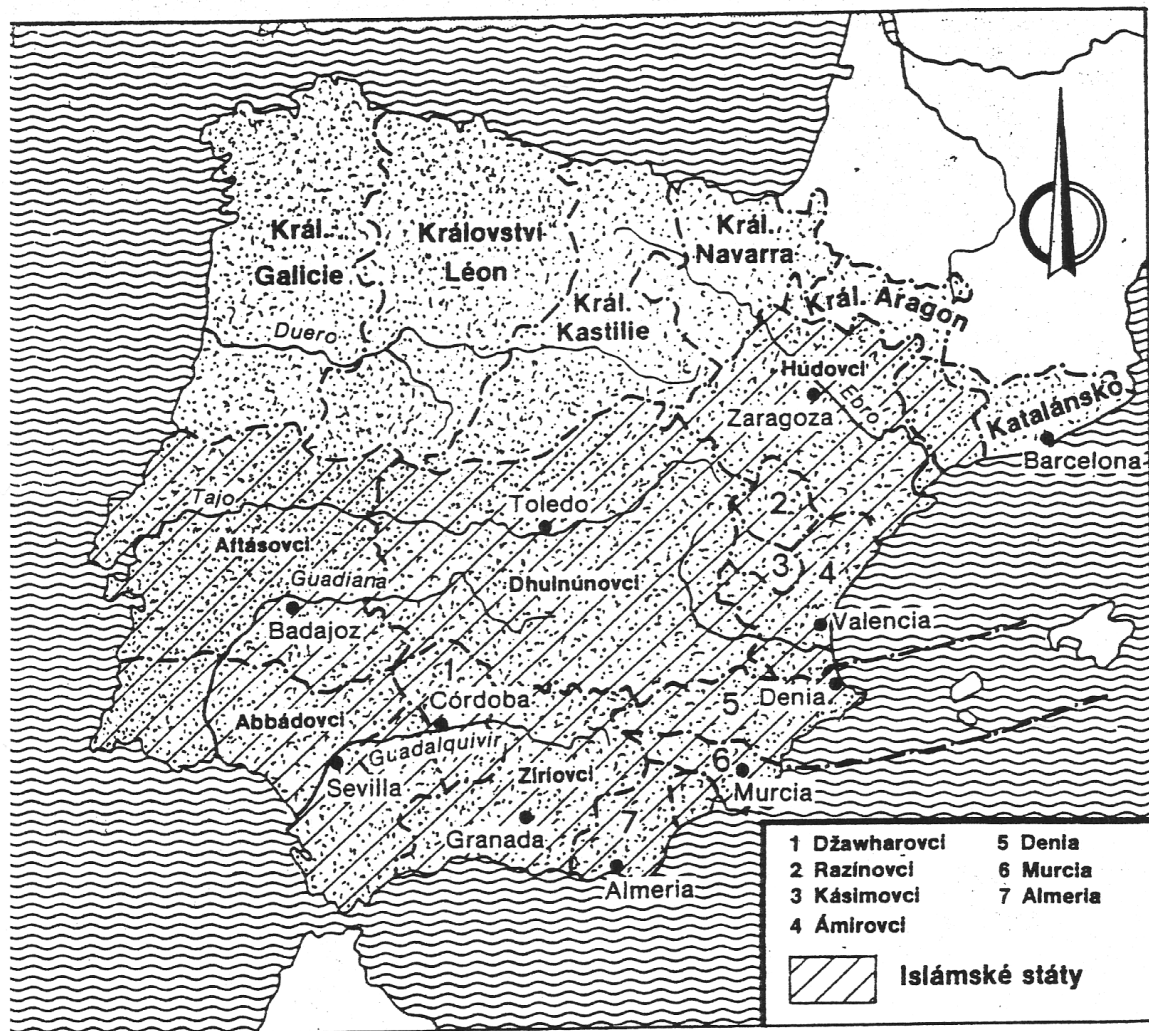 Král.
Galicie
Království
Léon
Král.
Navarra
Král. Aragon
Král.
Kastilie
Duero
Húdovci
Ebro
Zaragoza
Katalánsko
Barcelona
Tajo
Toledo
2
Aftásovci
3
4
Guadiana
Dhulnúnovci
Badajoz
Valencia
1
Córdoba
5
Denia
Abbádovci
Guadalquivir
6
Sevilla
Zíríovci
Murcia
Granada
7
Almeria
1 Džawharovci
2 Razínovci
3 Kásimovci
4 Ámirovci
5 Denia
6 Murcia
7 Almeria
Islámské státy